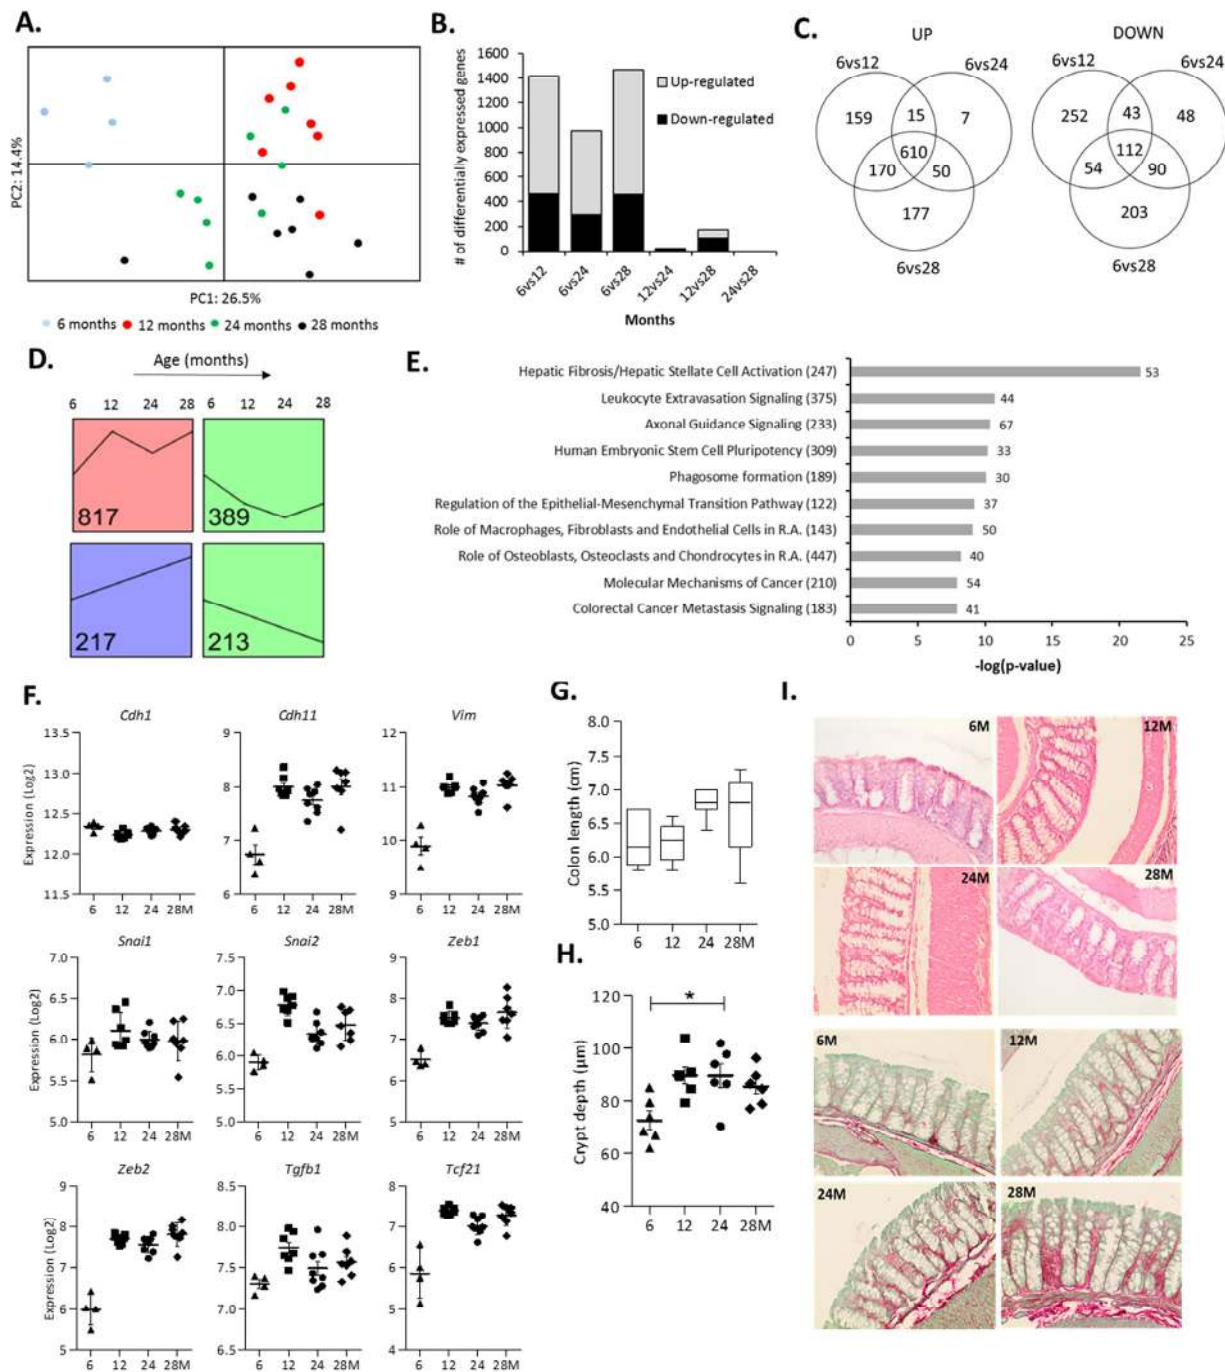 A.
PC2: 14.4%
PC1: 26.5%
6 months 12 months 24 months 28 months
B.
# of differentially expressed genes
1600
1400
1200
1000
800
600
400
200
0
Up-regulated
Down-regulated
6vs12 6vs24 6vs28 12vs24 12vs28 24vs28
Months
C.
UP
6vs12 6vs24
159 15 7
610
170 50
177
6vs28
DOWN
6vs12 6vs24
252 43 48
112
54 90
203
6vs28
D.
Age (months)
6 12 24 28 6 12 24 28
817 389
217 213
E.
Hepatic Fibrosis/Hepatic Stellate Cell Activation (247) 53
Leukocyte Extravasation Signaling (375) 44
Axonal Guidance Signaling (233) 67
Human Embryonic Stem Cell Pluripotency (309) 33
Phagosome formation (189) 30
Regulation of the Epithelial-Mesenchymal Transition Pathway (122) 37
Role of Macrophages, Fibroblasts and Endothelial Cells in R.A. (143) 50
Role of Osteoblasts, Osteoclasts and Chondrocytes in R.A. (447) 40
Molecular Mechanisms of Cancer (210) 54
Colorectal Cancer Metastasis Signaling (183) 41
0 5 10 15 20 25
-log(p-value)
F.
Cdh1
Expression (Log2)
13.5
13.0
12.5
12.0
11.5
6 12 24 28M
Cdh11
9
8
7
6
6 12 24 28M
Vim
12
11
10
9
6 12 24 28M
Snai1
Expression (Log2)
7.0
6.5
6.0
5.5
5.0
6 12 24 28M
Snai2
7.5
7.0
6.5
6.0
5.5
5.0
6 12 24 28M
Zeb1
9
8
7
6
5
6 12 24 28M
Zeb2
Expression (Log2)
9
8
7
6
5
6 12 24 28M
Tgfb1
8.5
8.0
7.5
7.0
6.5
6 12 24 28M
Tcf21
8
7
6
5
4
6 12 24 28M
G.
Colon length (cm)
8.0
7.5
7.0
6.5
6.0
5.5
5.0
6 12 24 28M
H.
Crypt depth (µm)
120
100
80
60
40
*
6 12 24 28M
I.
6M 12M
24M 28M
6M 12M
24M 28M